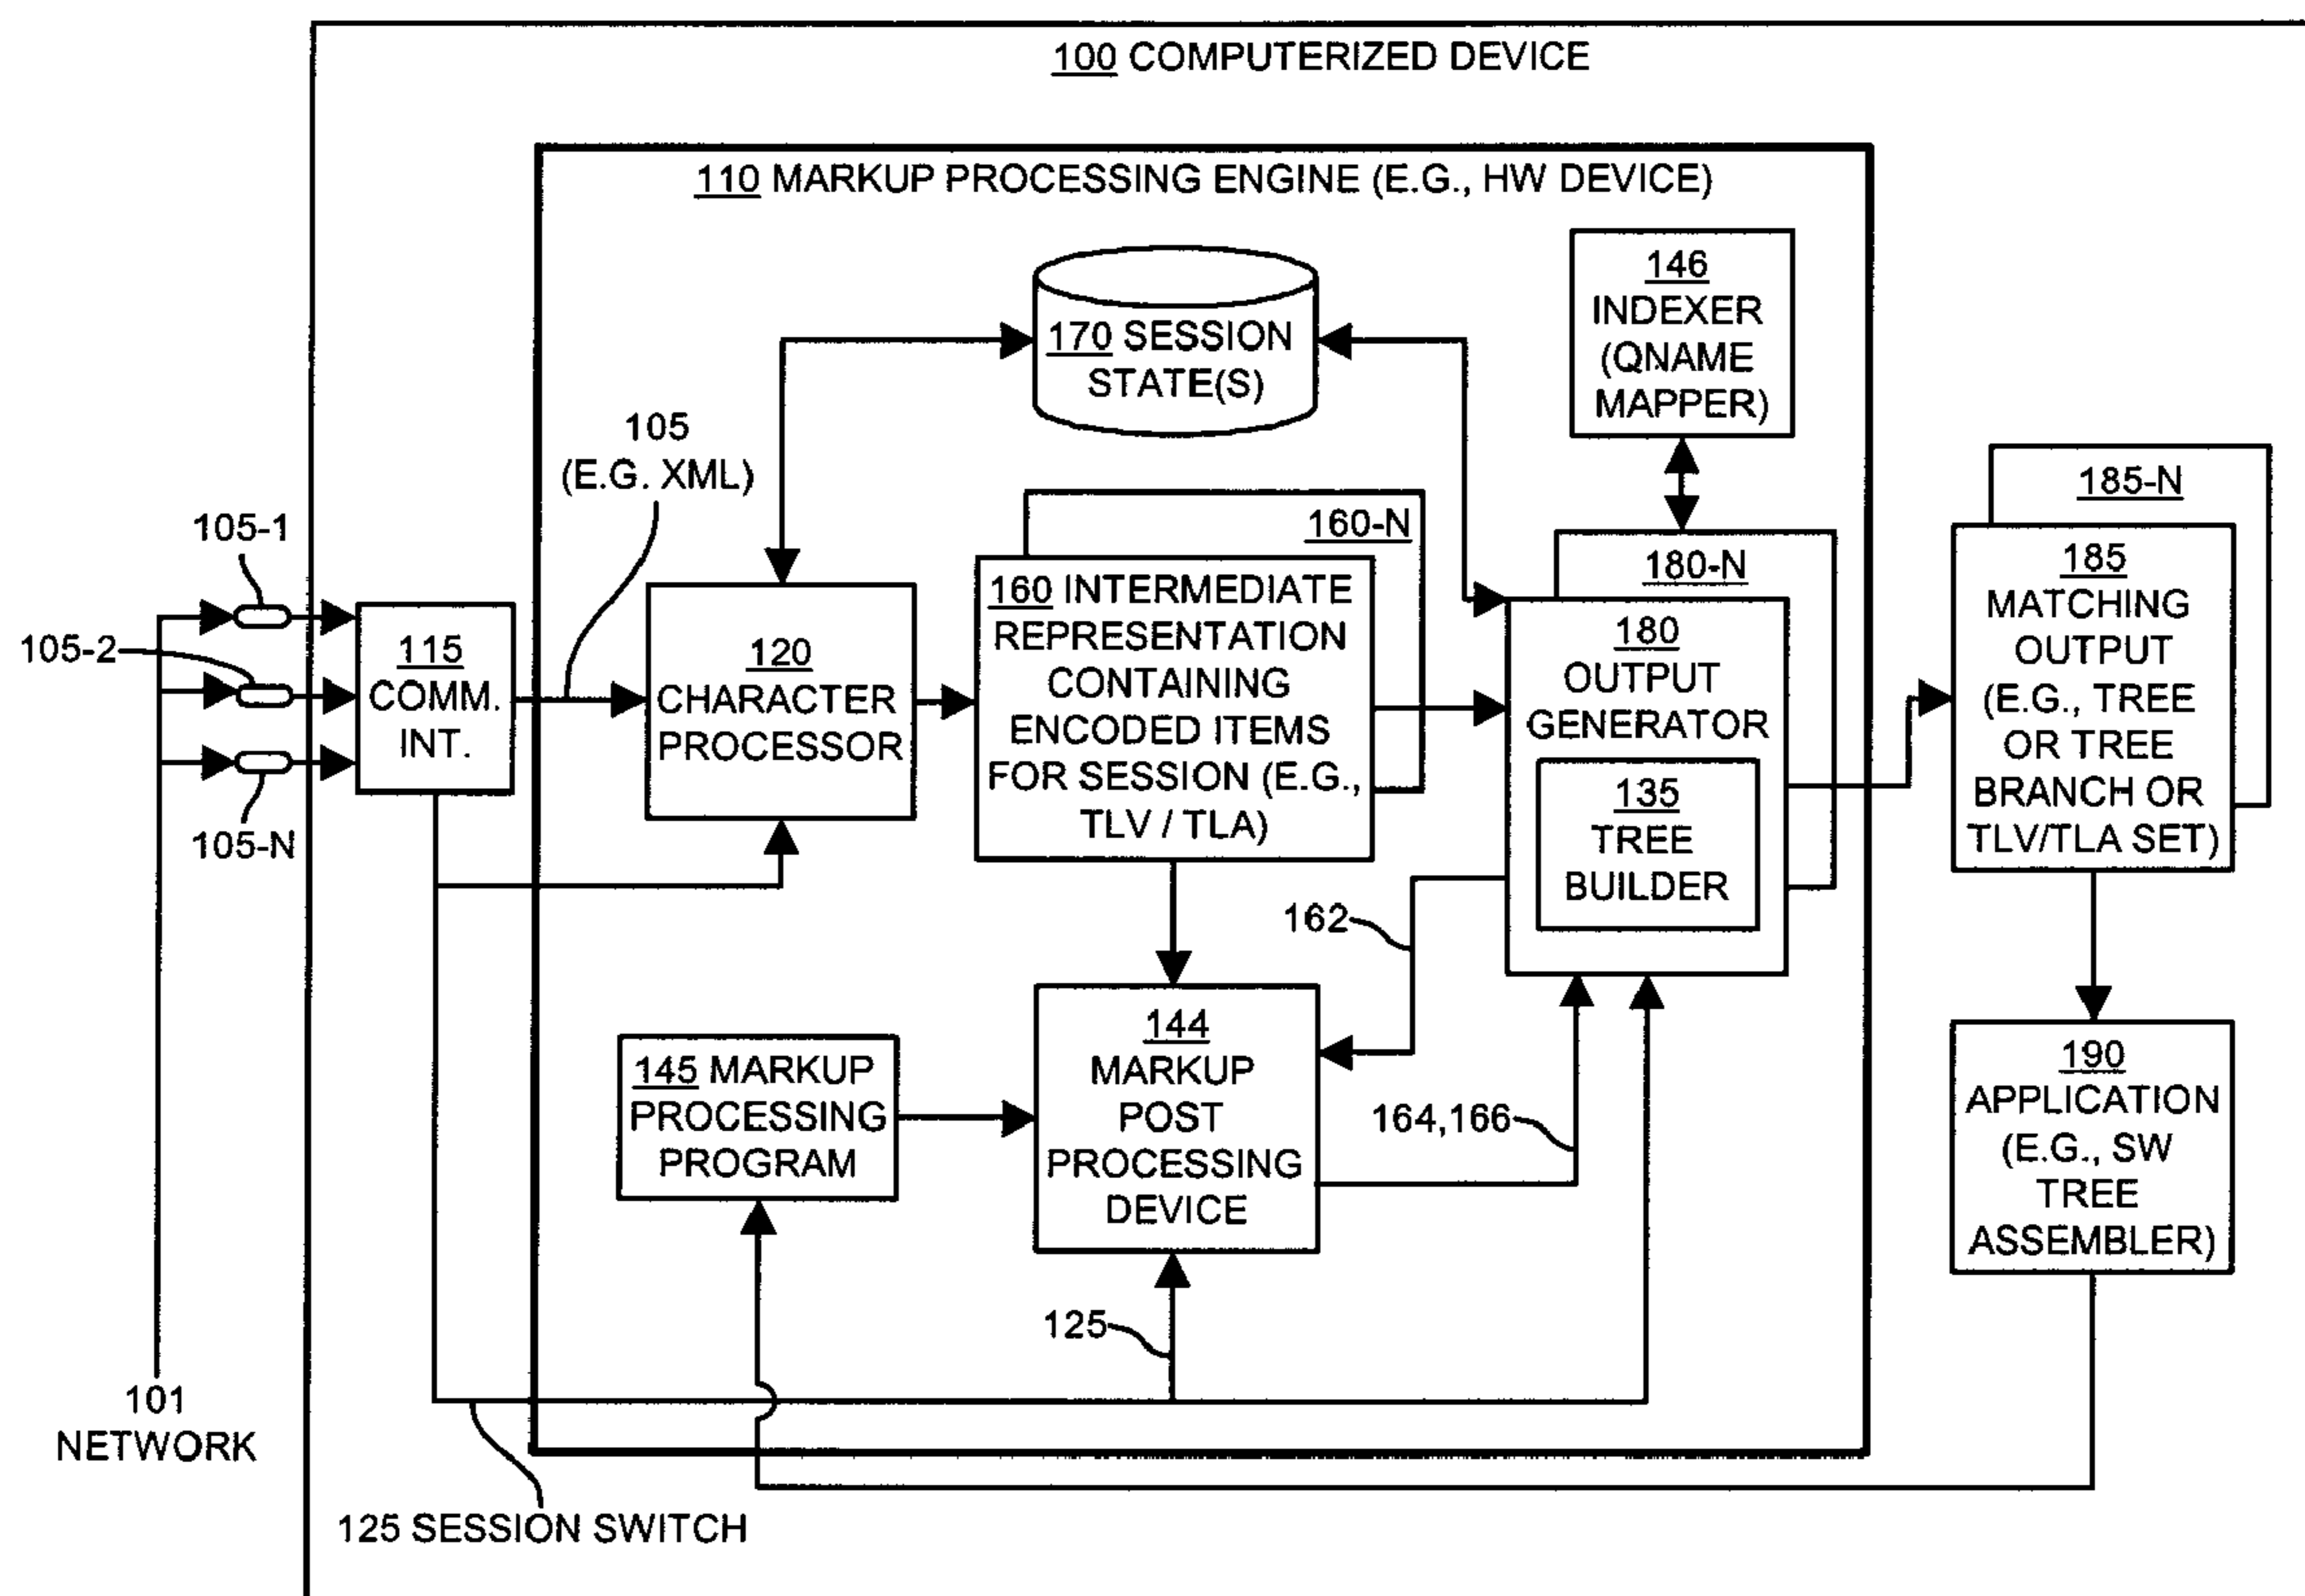 100 COMPUTERIZED DEVICE
110 MARKUP PROCESSING ENGINE (E.G., HW DEVICE)
146
INDEXER
(QNAME
MAPPER)
170 SESSION
STATE(S)
105
(E.G. XML)
105-1
105-2
105-N
115
COMM.
INT.
120
CHARACTER
PROCESSOR
160-N
160 INTERMEDIATE
REPRESENTATION
CONTAINING
ENCODED ITEMS
FOR SESSION (E.G.,
TLV / TLA)
180-N
180
OUTPUT
GENERATOR
135
TREE
BUILDER
185-N
185
MATCHING
OUTPUT
(E.G., TREE
OR TREE
BRANCH OR
TLV/TLA SET)
162
145 MARKUP
PROCESSING
PROGRAM
144
MARKUP
POST
PROCESSING
DEVICE
164,166
190
APPLICATION
(E.G., SW
TREE
ASSEMBLER)
125
101
NETWORK
125 SESSION SWITCH